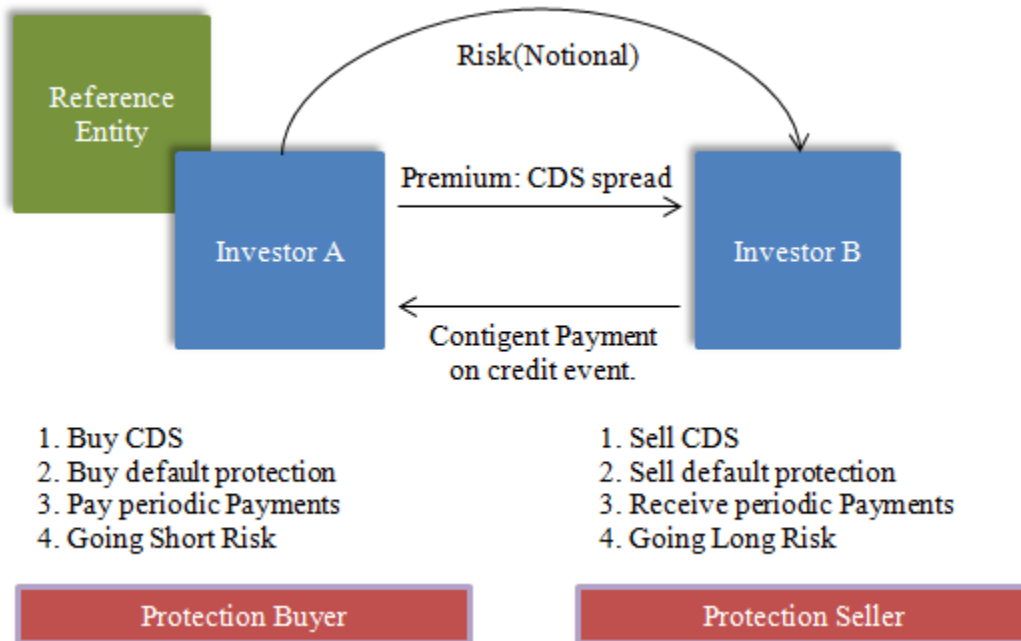 Risk(Notional)
Reference
Entity
Premium: CDS spread
Investor A
Investor B
Contigent Payment
on credit event.
1. Buy CDS
2. Buy default protection
3. Pay periodic Payments
4. Going Short Risk
1. Sell CDS
2. Sell default protection
3. Receive periodic Payments
4. Going Long Risk
Protection Buyer
Protection Seller